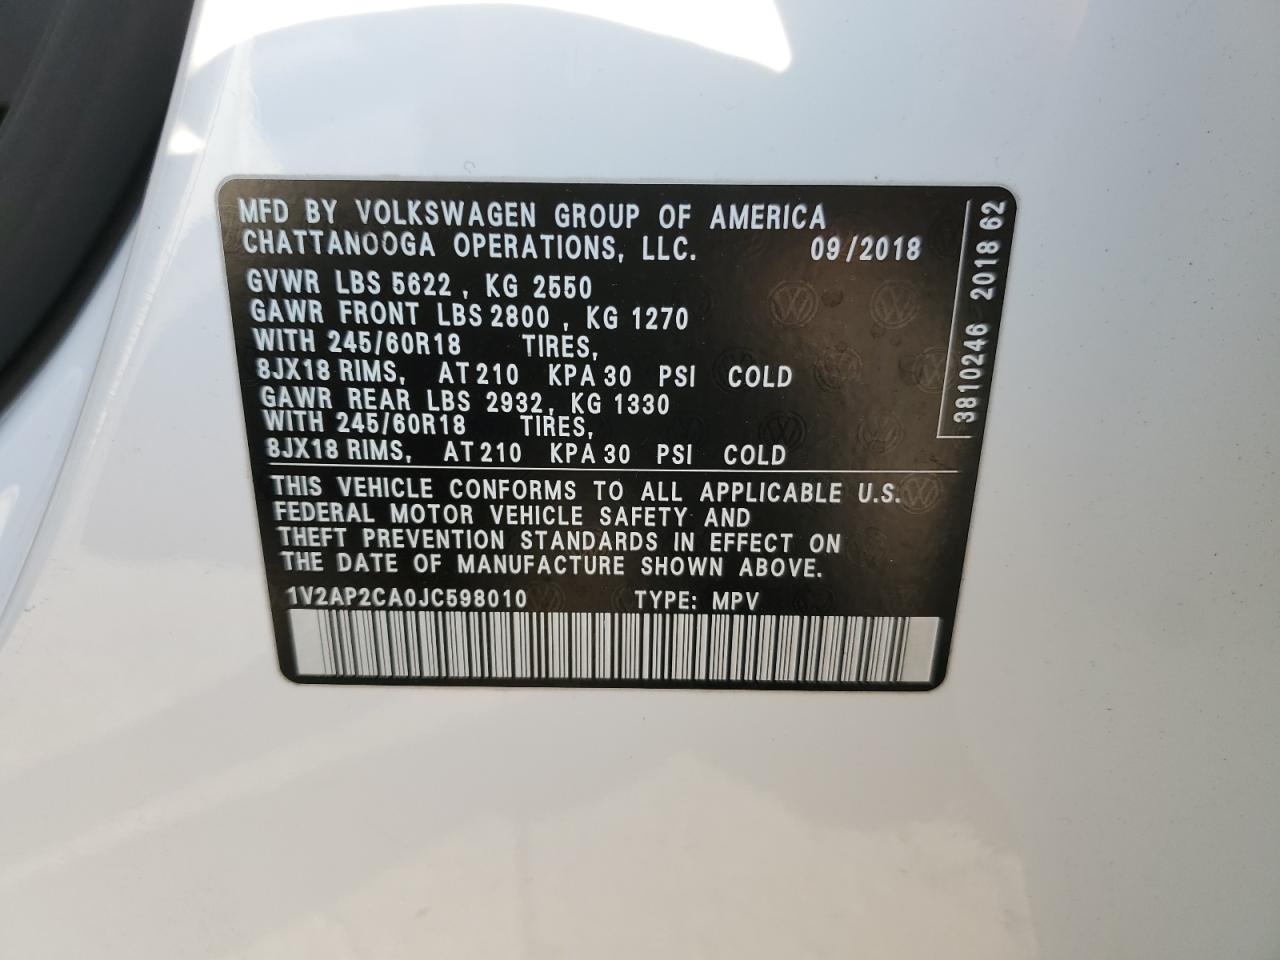 MFD BY VOLKSWAGEN GROUP OF AMERICA
CHATTANOOGA OPERATIONS, LLC. 09/2018
GVWR LBS 5622, KG 2550
GAWR FRONT LBS 2800, KG 1270
WITH 245/60R18 TIRES,
8JX18 RIMS, AT 210 KPA 30 PSI COLD
GAWR REAR LBS 2932, KG 1330
WITH 245/60R18 TIRES,
8JX18 RIMS, AT 210 KPA 30 PSI COLD
THIS VEHICLE CONFORMS TO ALL APPLICABLE U.S.
FEDERAL MOTOR VEHICLE SAFETY AND
THEFT PREVENTION STANDARDS IN EFFECT ON
THE DATE OF MANUFACTURE SHOWN ABOVE.
1V2AP2CA0JC598010 TYPE: MPV
3810246 2018 62